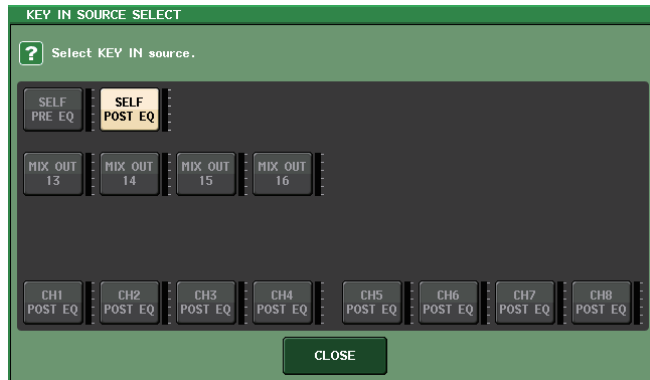 KEY IN SOURCE SELECT
? Select KEY IN source.
SELF PRE EQ
SELF POST EQ
MIX OUT 13
MIX OUT 14
MIX OUT 15
MIX OUT 16
CH1 POST EQ
CH2 POST EQ
CH3 POST EQ
CH4 POST EQ
CH5 POST EQ
CH6 POST EQ
CH7 POST EQ
CH8 POST EQ
CLOSE